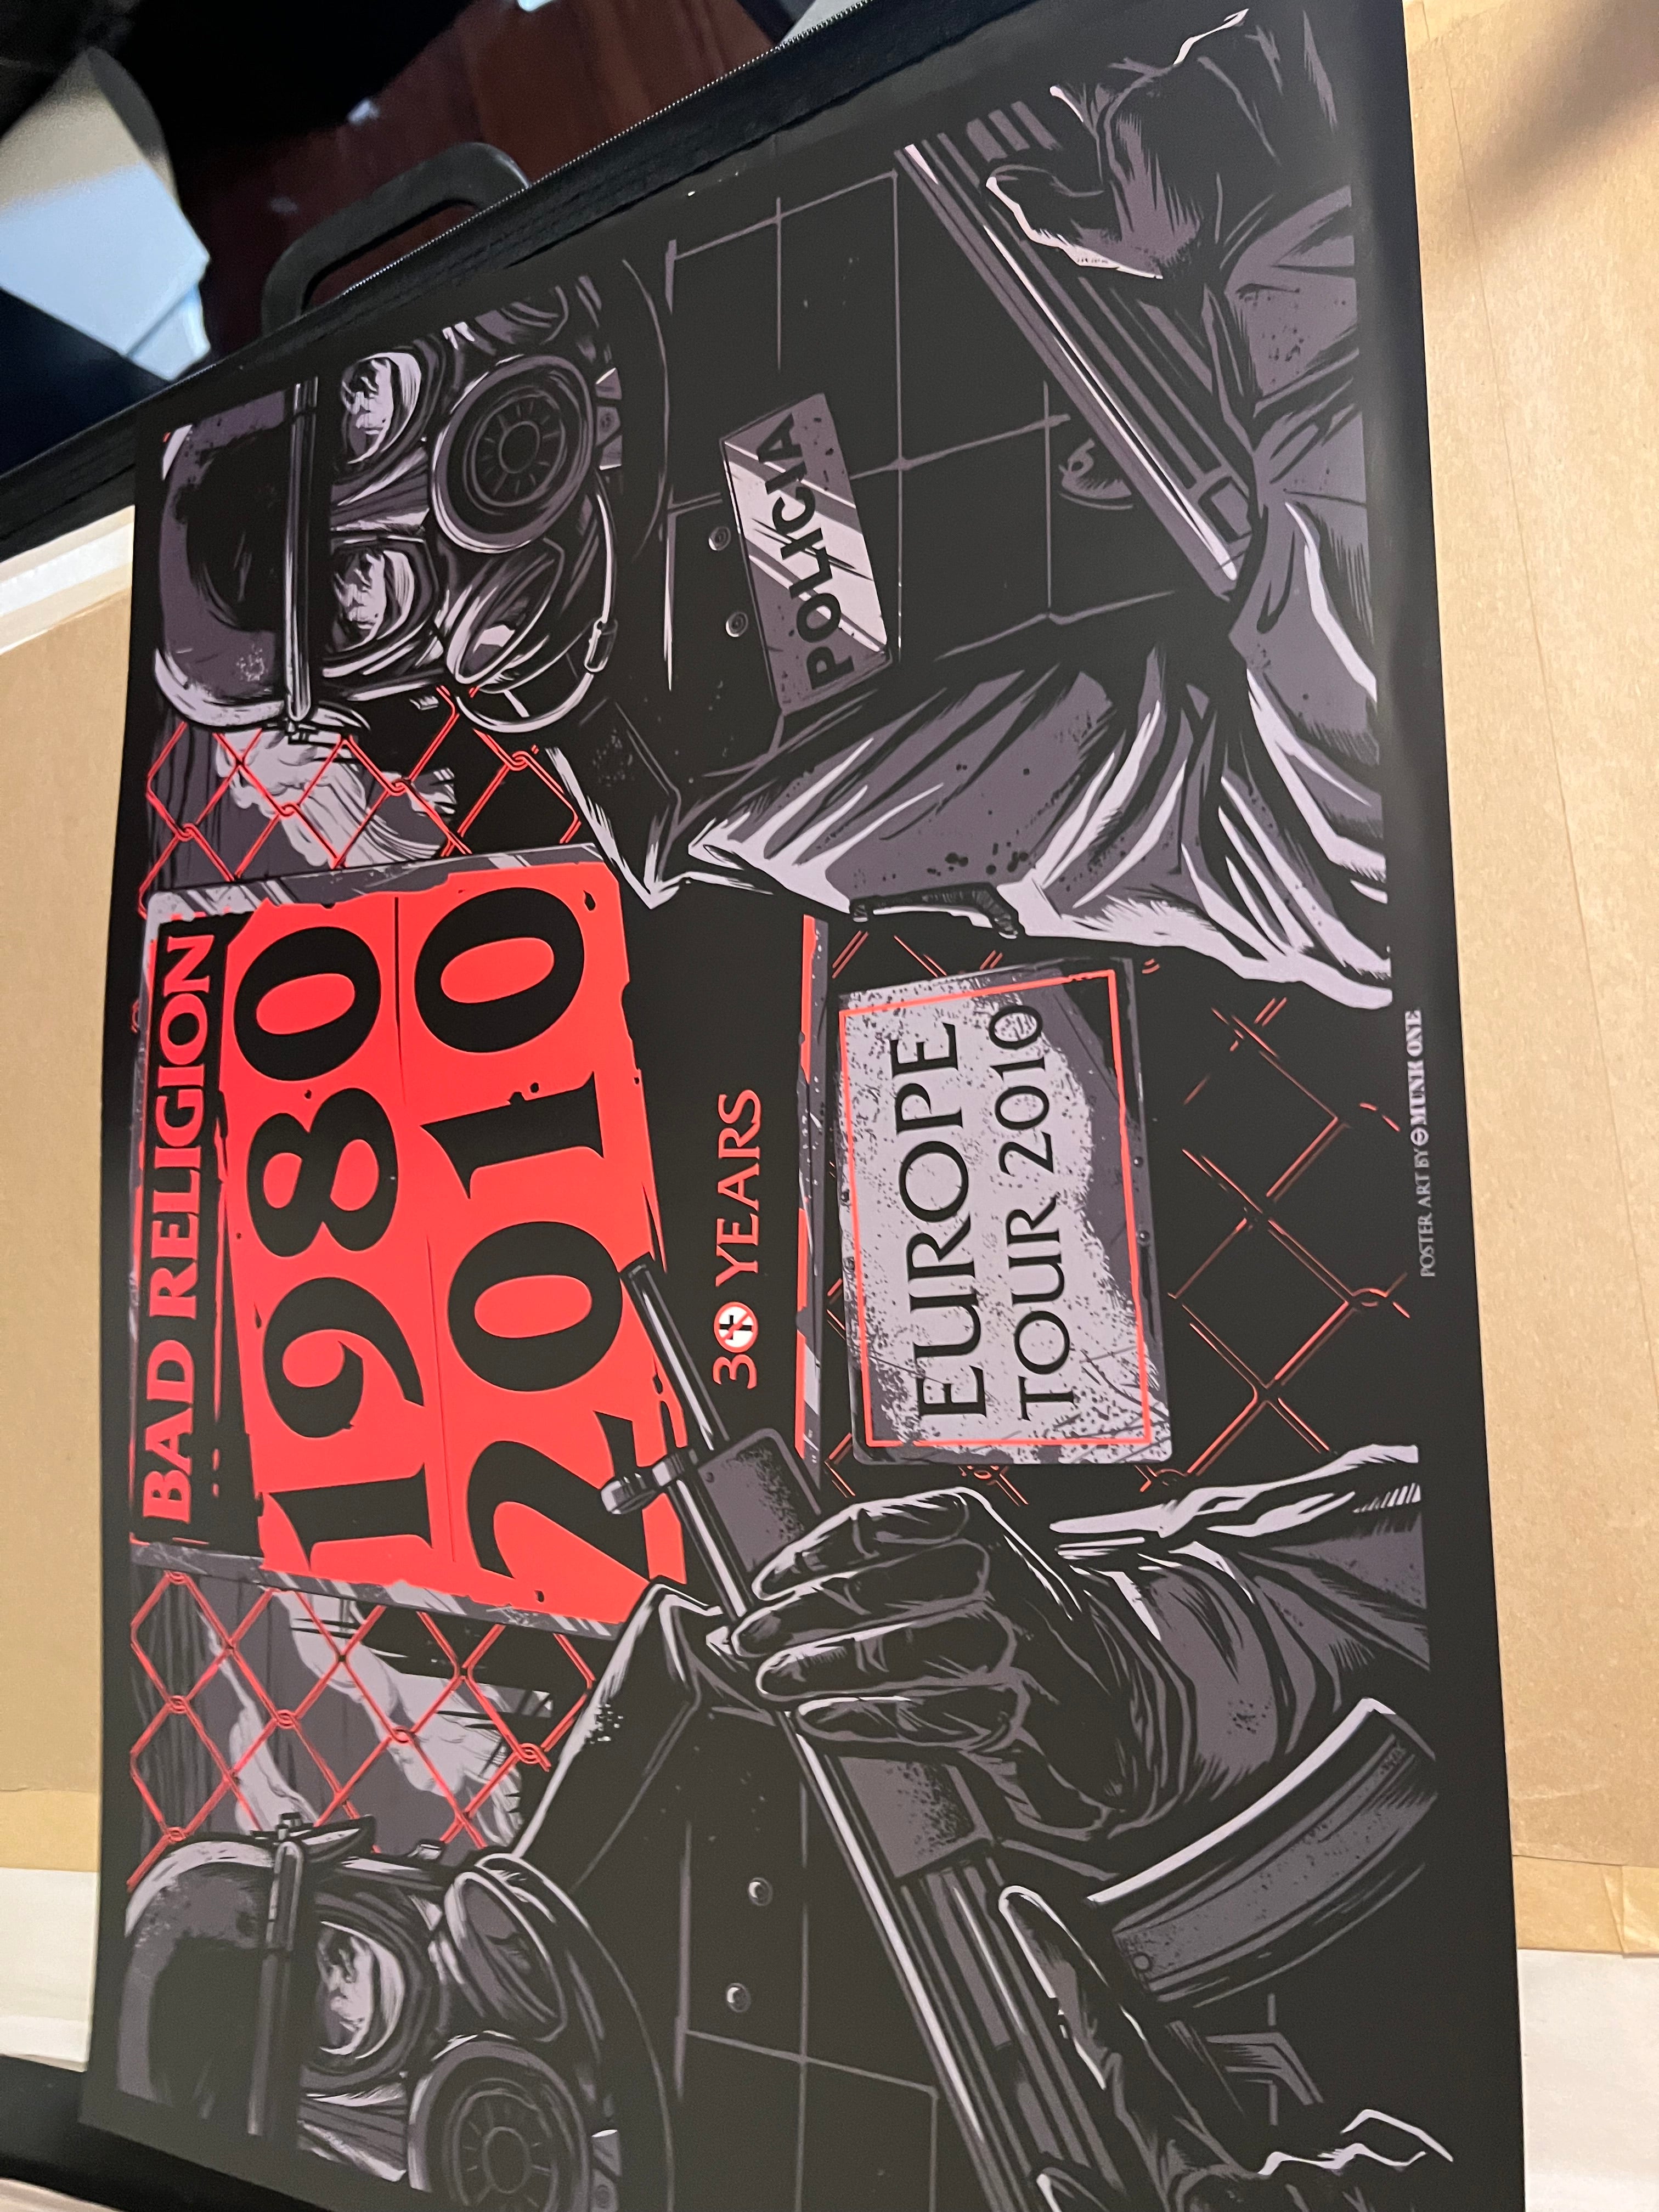 BAD RELIGION
1980
2010
30 YEARS
EUROPE
TOUR 2010
POLICIA
POSTER ART BY MUNK ONE